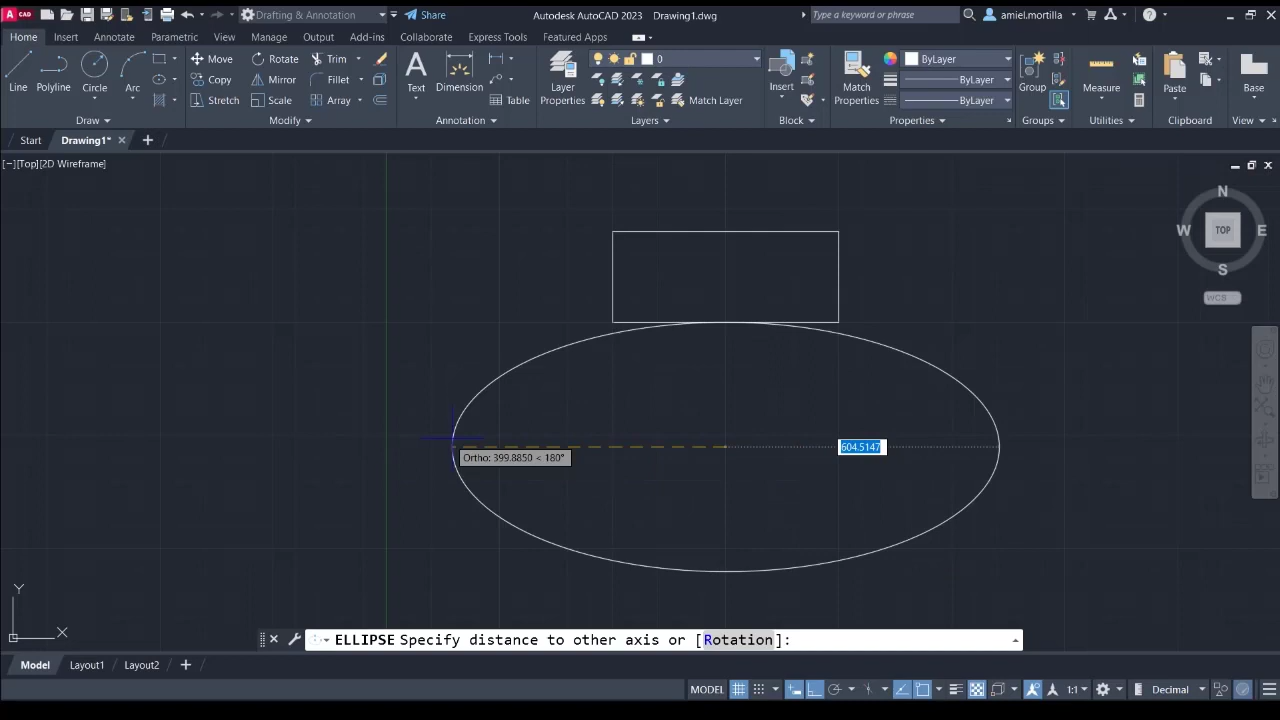 A CAD Drafting & Annotation Share Autodesk AutoCAD 2023 Drawing1.dwg Type a keyword or phrase amiel.mortilla
Home Insert Annotate Parametric View Manage Output Add-ins Collaborate Express Tools Featured Apps
Line Polyline Circle Arc
Move Rotate Trim
Copy Mirror Fillet
Stretch Scale Array
Text Dimension Table
Layer Properties
0
Match Layer
Insert
Match Properties
ByLayer
ByLayer
ByLayer
Group
Measure
Paste
Base
Draw Modify Annotation Layers Block Properties Groups Utilities Clipboard View
Start Drawing1*
[−][Top][2D Wireframe]
N
W TOP E
S
WCS
604.5147
Ortho: 399.8850 < 180°
Y
X
ELLIPSE Specify distance to other axis or [Rotation]:
Model Layout1 Layout2
MODEL 1:1 Decimal